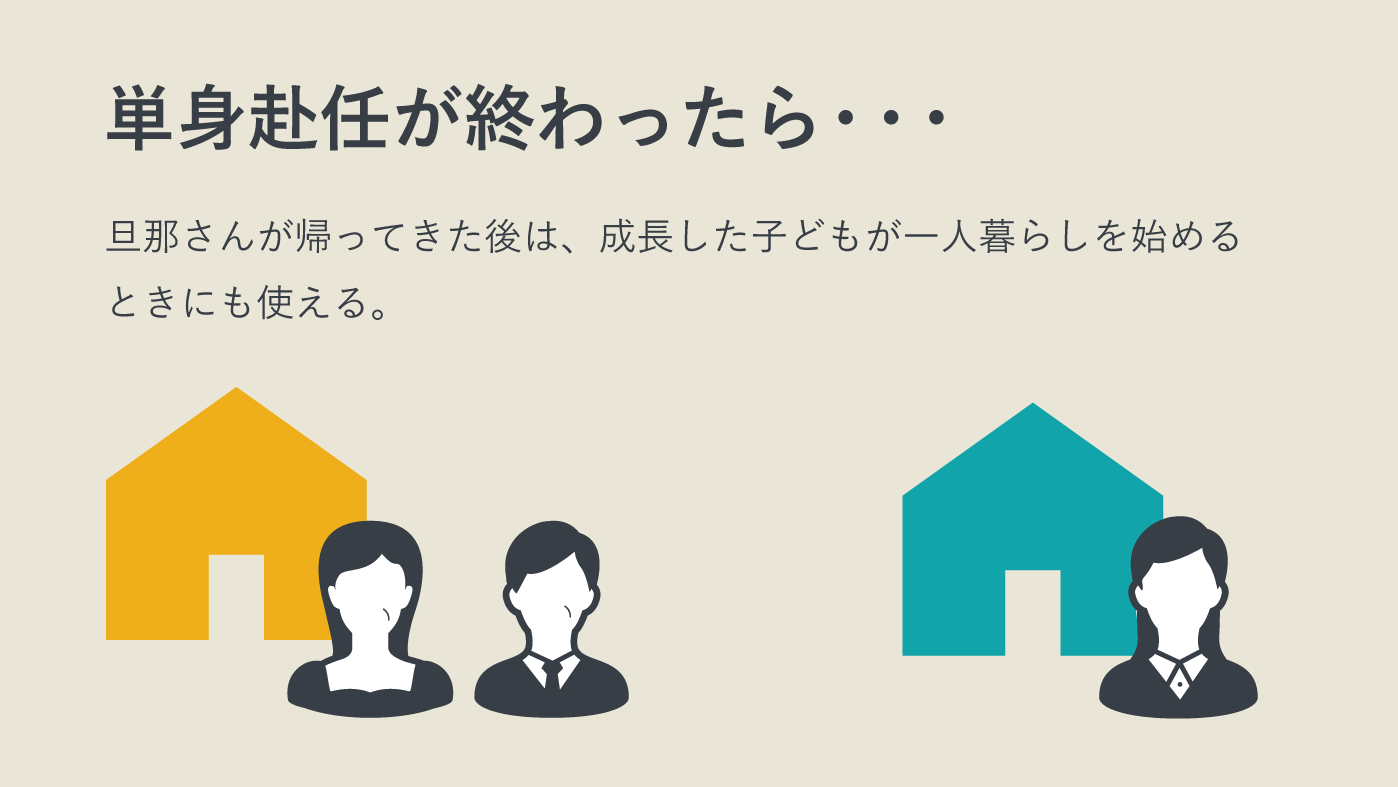 単身赴任が終わったら・・・
旦那さんが帰ってきた後は、成長した子どもが一人暮らしを始める
ときにも使える。